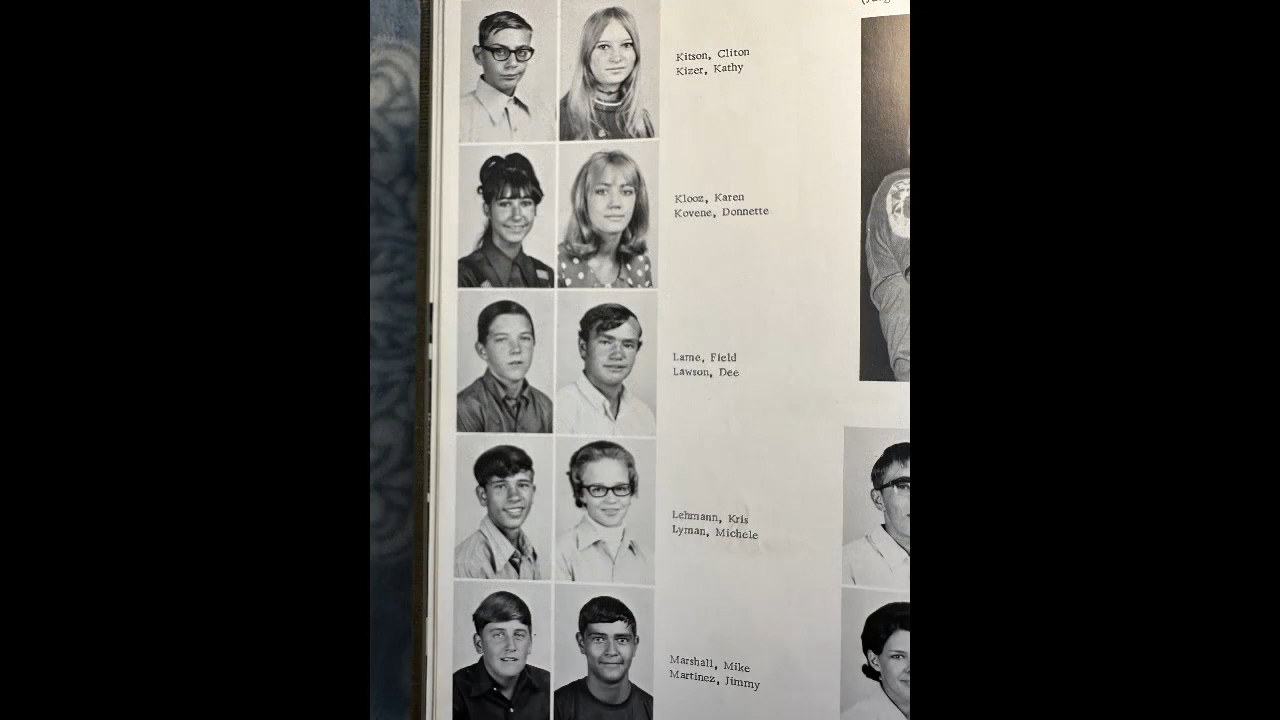 Kitson, Cliton
Kizer, Kathy
Klooz, Karen
Kovene, Donnette
Lame, Field
Lawson, Dee
Lehmann, Kris
Lyman, Michele
Marshall, Mike
Martinez, Jimmy